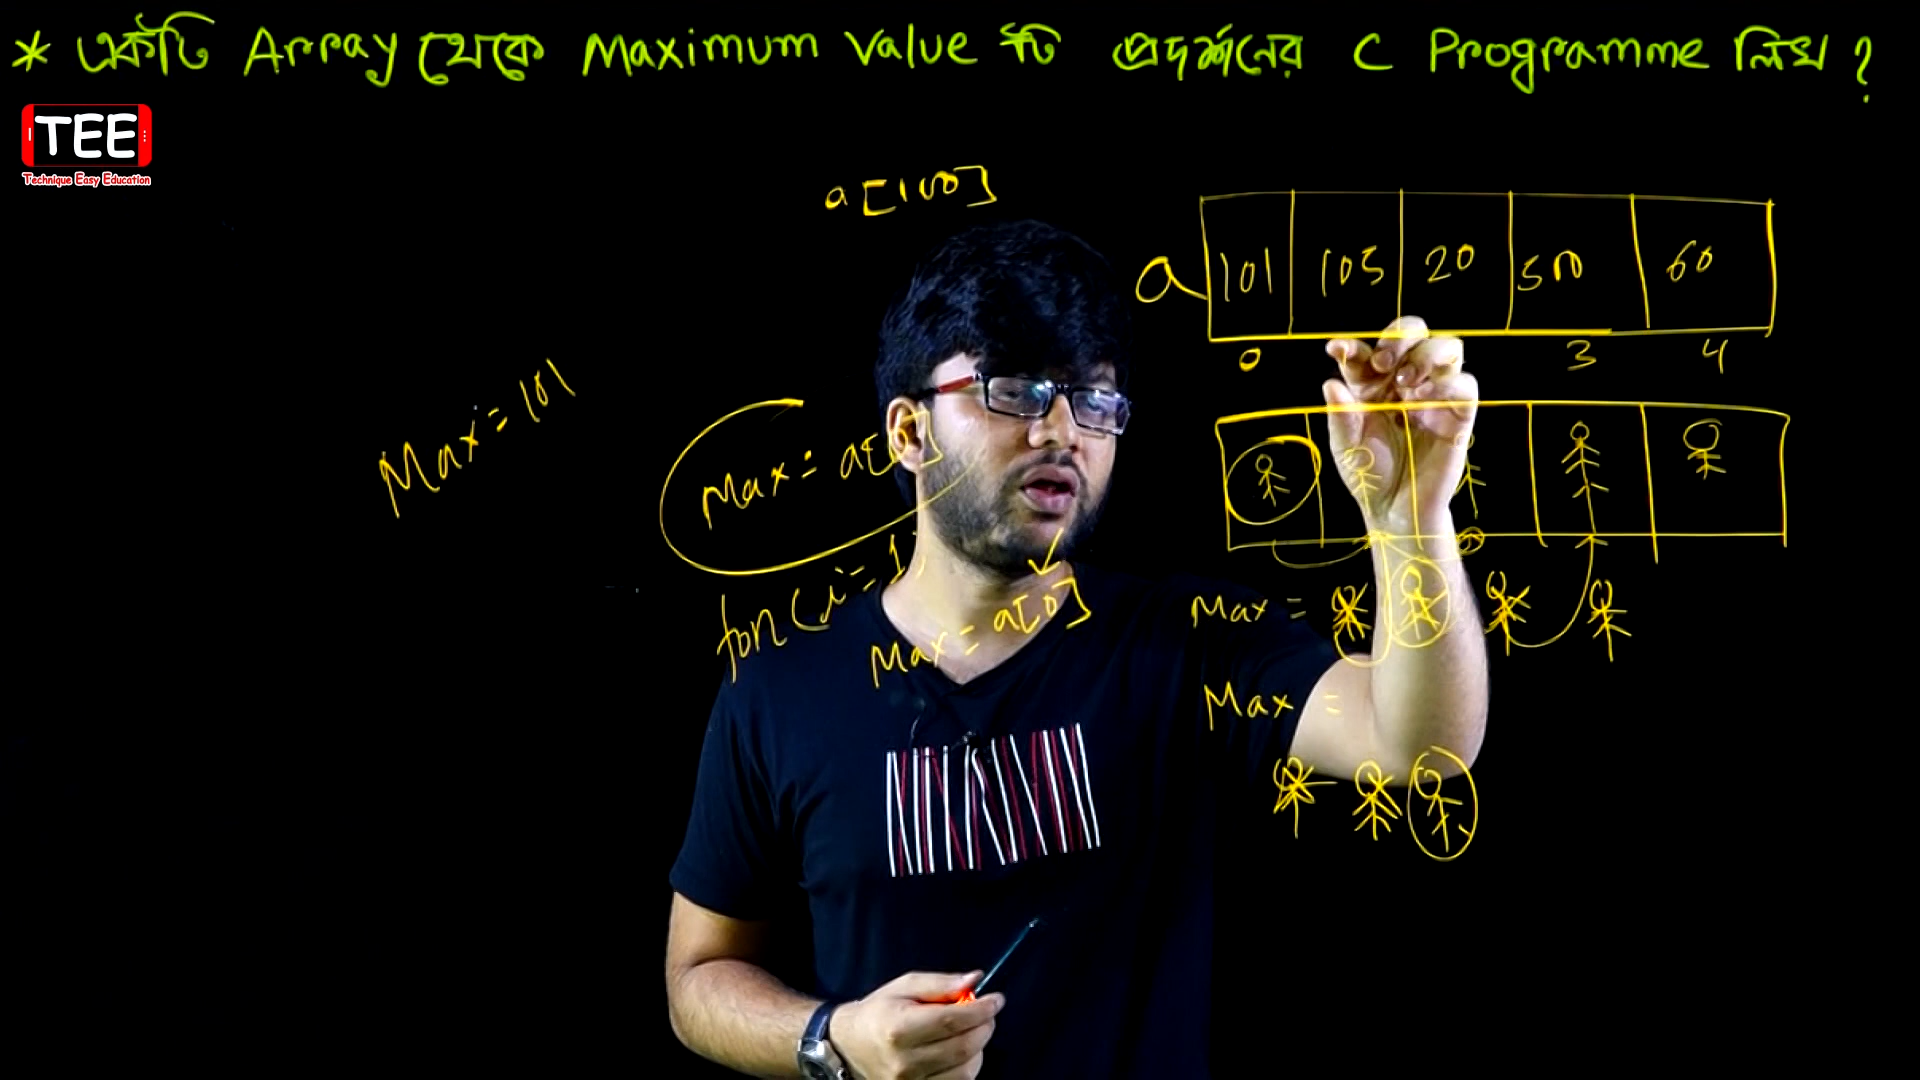 * একটি Array থেকে Maximum Value টি প্রদর্শনের C Programme লিখ ?
TEE
Technique Easy Education
a[100]
a 101 105 20 50 60
0 3 4
Max = 101
Max = a[0]
for (i = 1;
Max = a[0]
Max =
Max =